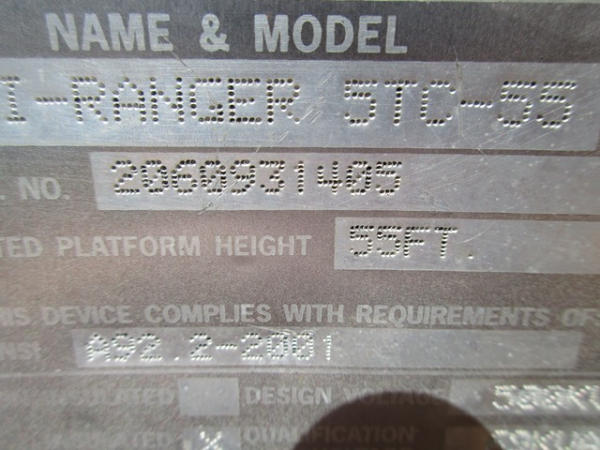 NAME & MODEL
I-RANGER 5TC-55
. NO. 2060931405
TED PLATFORM HEIGHT 55FT.
IS DEVICE COMPLIES WITH REQUIREMENTS OF
A92.2-2001
DESIGN VOLTAGE
X QUALIFICATION